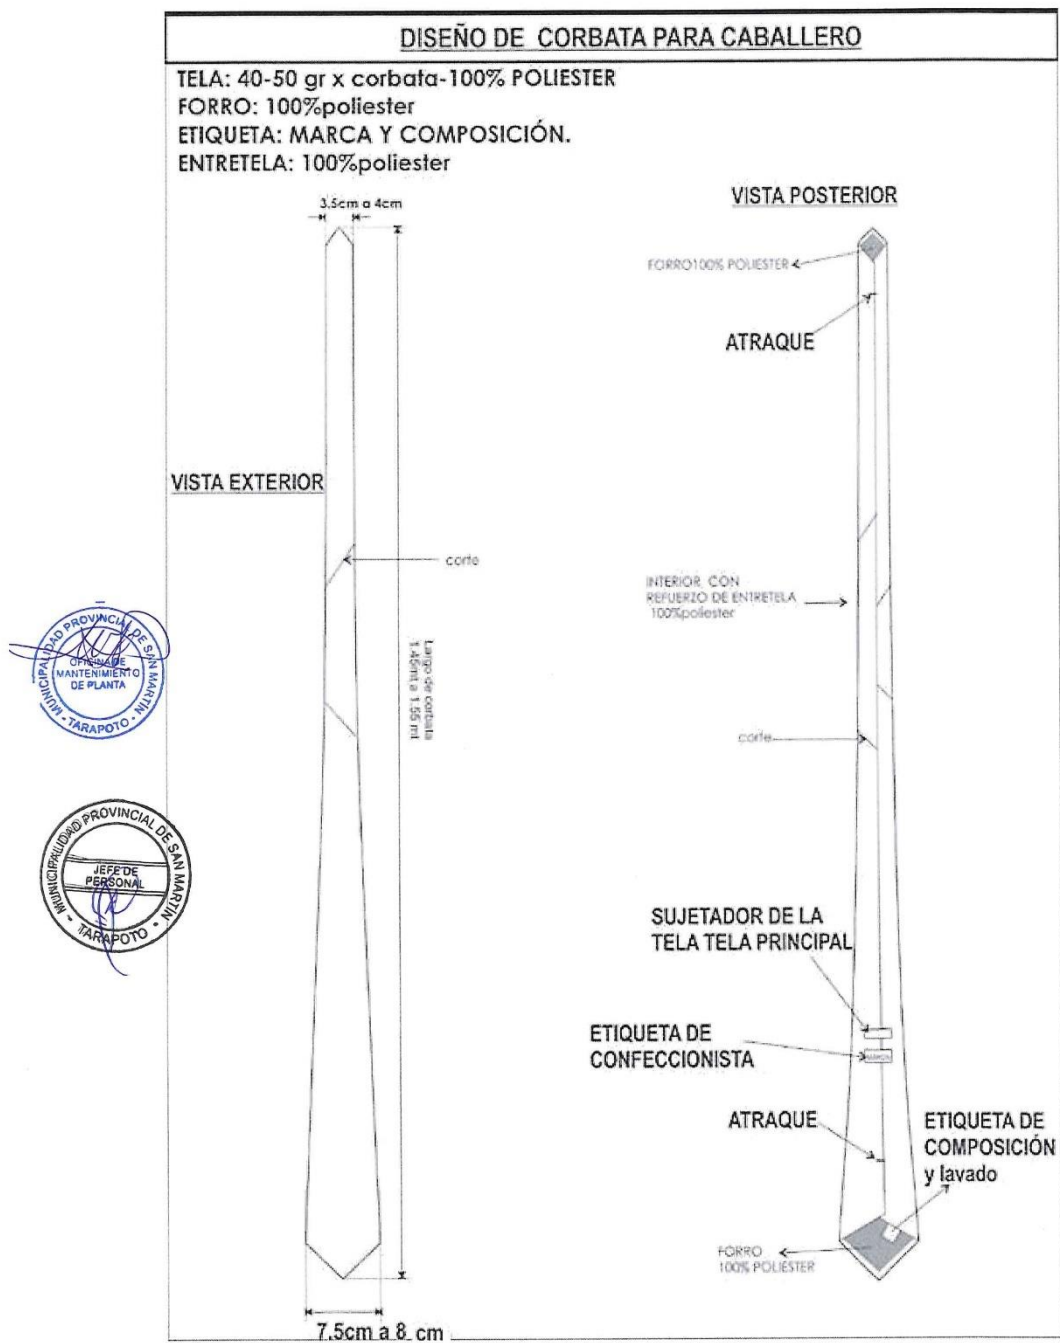 DISEÑO DE CORBATA PARA CABALLERO
TELA: 40-50 gr x corbata-100% POLIESTER
FORRO: 100%poliester
ETIQUETA: MARCA Y COMPOSICIÓN.
ENTRETELA: 100%poliester
3.5cm a 4cm
VISTA EXTERIOR
corte
Largo de corbata
1.45mt a 1.55 mt
7.5cm a 8 cm
VISTA POSTERIOR
FORRO100% POLIESTER
ATRAQUE
INTERIOR CON
REFUERZO DE ENTRETELA
100%poliester
corte
SUJETADOR DE LA
TELA TELA PRINCIPAL
ETIQUETA DE
CONFECCIONISTA
MARCA
ATRAQUE
ETIQUETA DE
COMPOSICIÓN
y lavado
FORRO
100% POLIESTER
MUNICIPALIDAD PROVINCIAL DE SAN MARTIN
OFICINA DE
MANTENIMIENTO
DE PLANTA
- TARAPOTO -
MUNICIPALIDAD PROVINCIAL DE SAN MARTIN
JEFE DE
PERSONAL
- TARAPOTO -